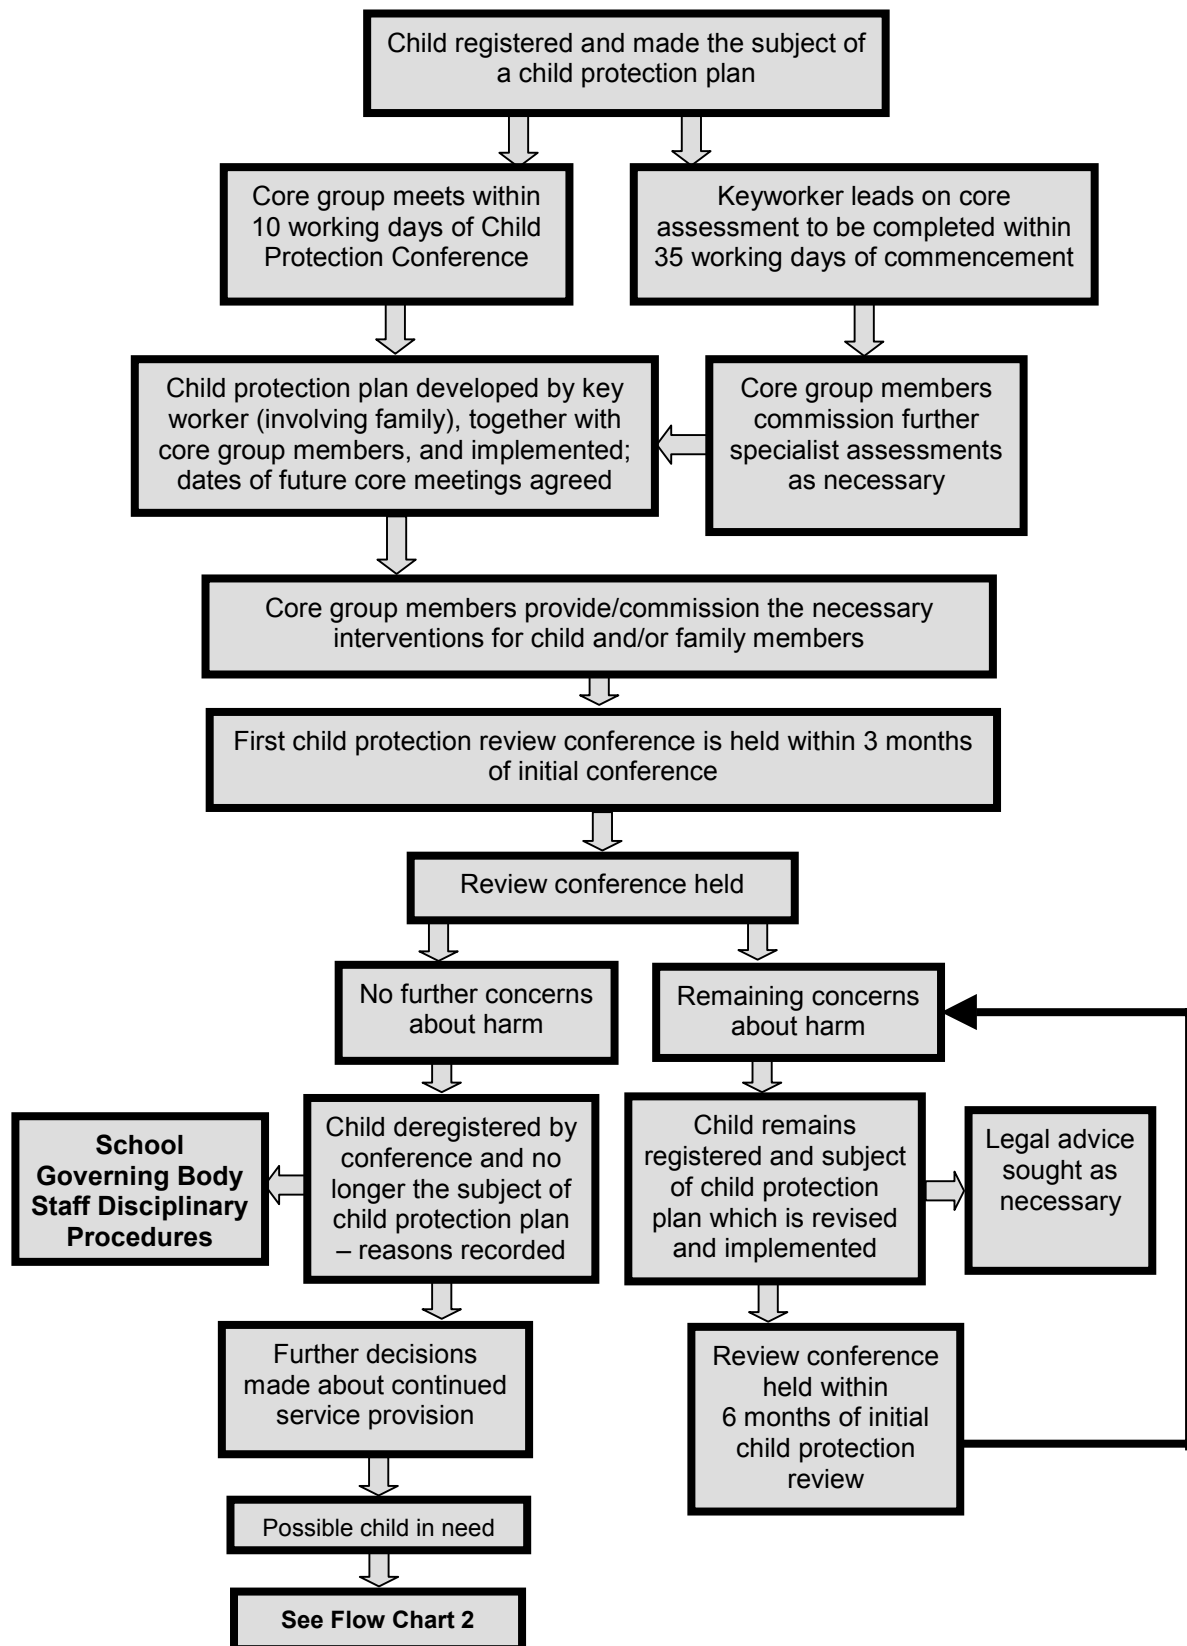 Child registered and made the subject of
a child protection plan
Core group meets within
10 working days of Child
Protection Conference
Keyworker leads on core
assessment to be completed within
35 working days of commencement
Child protection plan developed by key
worker (involving family), together with
core group members, and implemented;
dates of future core meetings agreed
Core group members
commission further
specialist assessments
as necessary
Core group members provide/commission the necessary
interventions for child and/or family members
First child protection review conference is held within 3 months
of initial conference
Review conference held
No further concerns
about harm
Remaining concerns
about harm
School
Governing Body
Staff Disciplinary
Procedures
Child deregistered by
conference and no
longer the subject of
child protection plan
– reasons recorded
Child remains
registered and subject
of child protection
plan which is revised
and implemented
Legal advice
sought as
necessary
Further decisions
made about continued
service provision
Review conference
held within
6 months of initial
child protection
review
Possible child in need
See Flow Chart 2